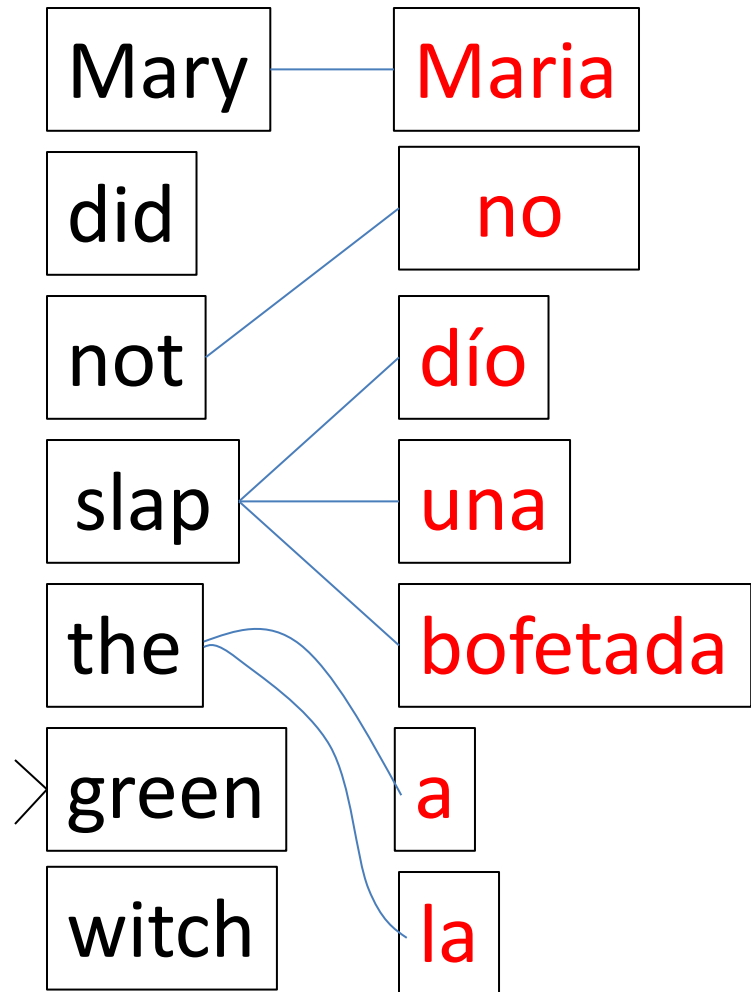 Mary Maria
did no
not dío
slap una
the bofetada
green a
witch la